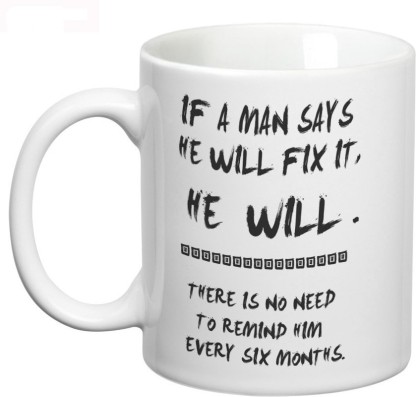 IF A MAN SAYS
HE WILL FIX IT,
HE WILL.
THERE IS NO NEED
TO REMIND HIM
EVERY SIX MONTHS.